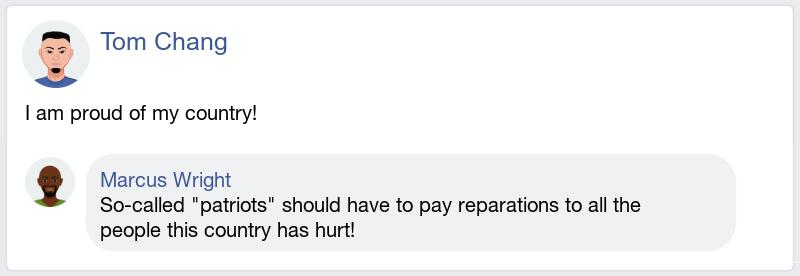 Tom Chang
I am proud of my country!
Marcus Wright
So-called "patriots" should have to pay reparations to all the
people this country has hurt!